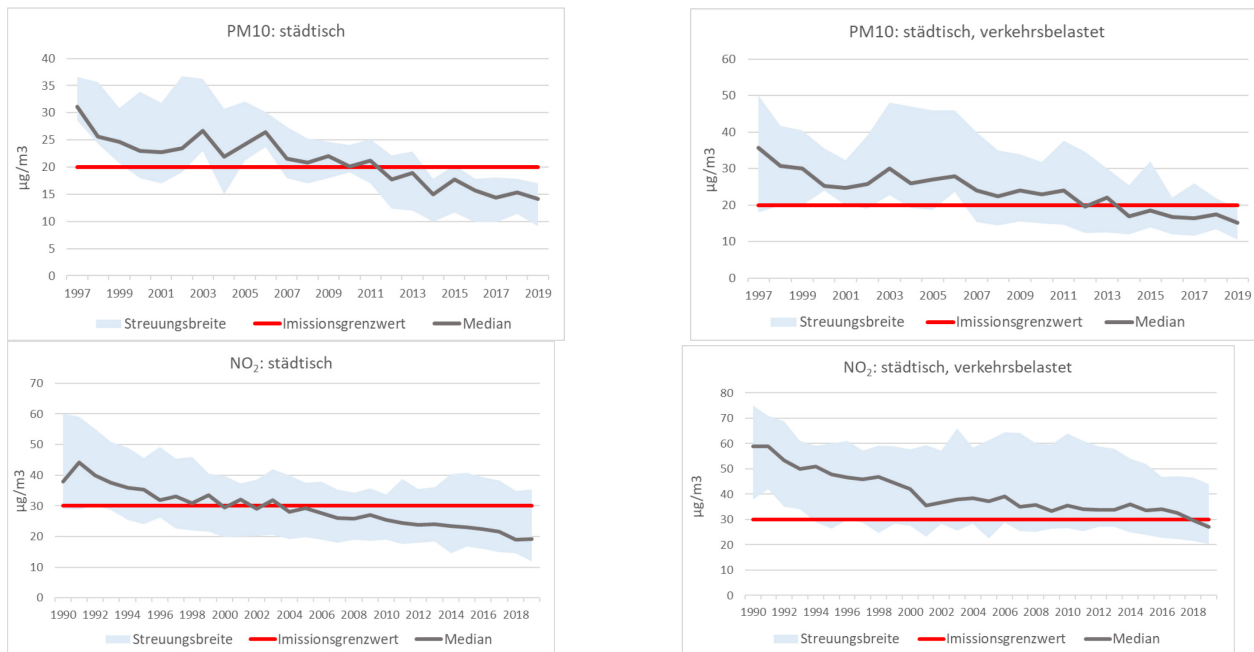 PM10: städtisch
µg/m3
40
35
30
25
20
15
10
5
0
1997 1999 2001 2003 2005 2007 2009 2011 2013 2015 2017 2019
Streuungsbreite Imissionsgrenzwert Median
PM10: städtisch, verkehrsbelastet
µg/m3
60
50
40
30
20
10
0
1997 1999 2001 2003 2005 2007 2009 2011 2013 2015 2017 2019
Streuungsbreite Imissionsgrenzwert Median
NO₂: städtisch
µg/m3
70
60
50
40
30
20
10
0
1990 1992 1994 1996 1998 2000 2002 2004 2006 2008 2010 2012 2014 2016 2018
Streuungsbreite Imissionsgrenzwert Median
NO₂: städtisch, verkehrsbelastet
µg/m3
80
70
60
50
40
30
20
10
0
1990 1992 1994 1996 1998 2000 2002 2004 2006 2008 2010 2012 2014 2016 2018
Streuungsbreite Imissionsgrenzwert Median